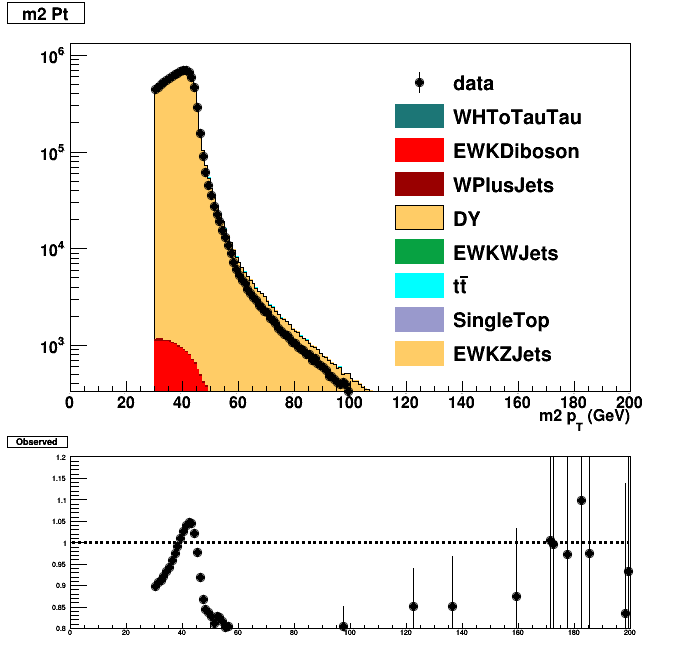 m2 Pt
10^6
10^5
10^4
10^3
data
WHToTauTau
EWKDiboson
WPlusJets
DY
EWKWJets
tt̄
SingleTop
EWKZJets
0 20 40 60 80 100 120 140 160 180 200
m2 p_T (GeV)
Observed
1.2
1.15
1.1
1.05
1
0.95
0.9
0.85
0.8
0 20 40 60 80 100 120 140 160 180 200